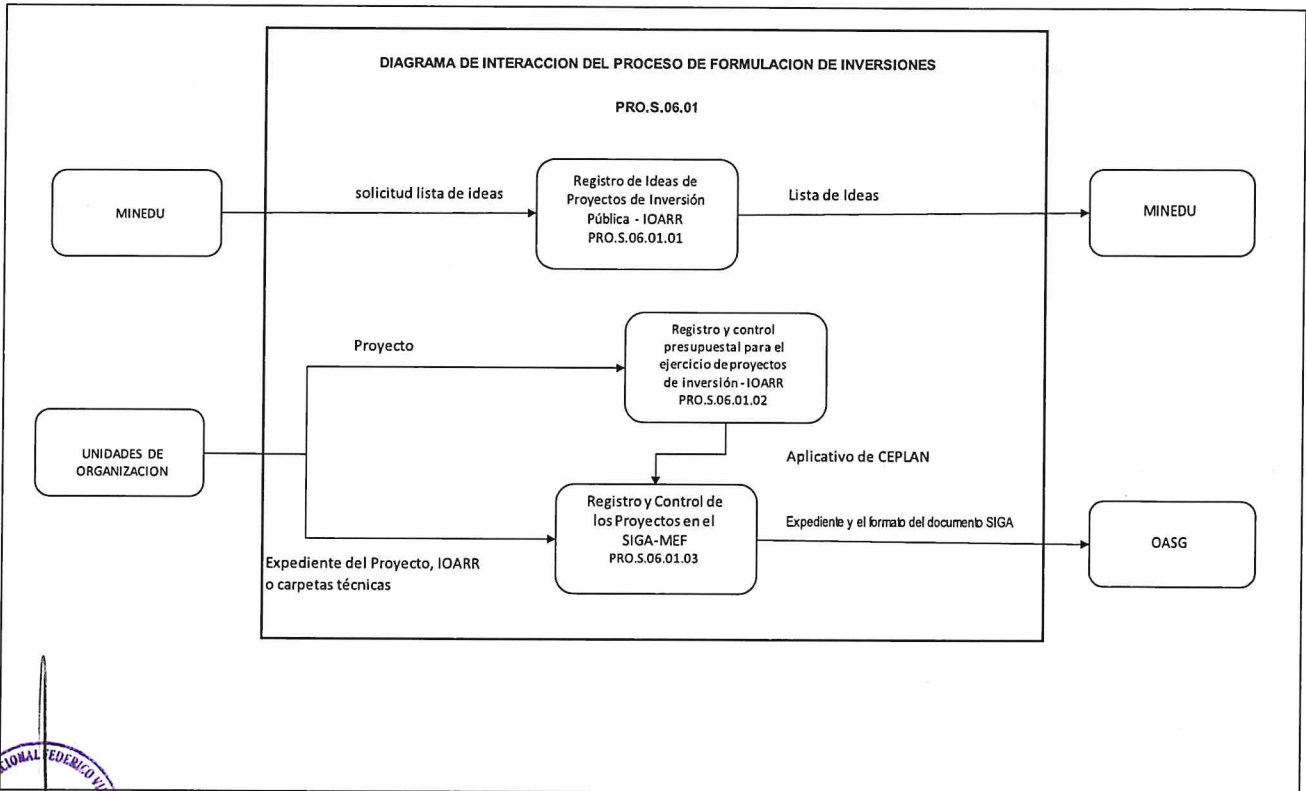 DIAGRAMA DE INTERACCION DEL PROCESO DE FORMULACION DE INVERSIONES
PRO.S.06.01
MINEDU
solicitud lista de ideas
Registro de Ideas de
Proyectos de Inversión
Pública - IOARR
PRO.S.06.01.01
Lista de Ideas
MINEDU
Proyecto
Registro y control
presupuestal para el
ejercicio de proyectos
de inversión - IOARR
PRO.S.06.01.02
UNIDADES DE
ORGANIZACION
Aplicativo de CEPLAN
Expediente del Proyecto, IOARR
o carpetas técnicas
Registro y Control de
los Proyectos en el
SIGA-MEF
PRO.S.06.01.03
Expediente y el formato del documento SIGA
OASG
FEDERICO